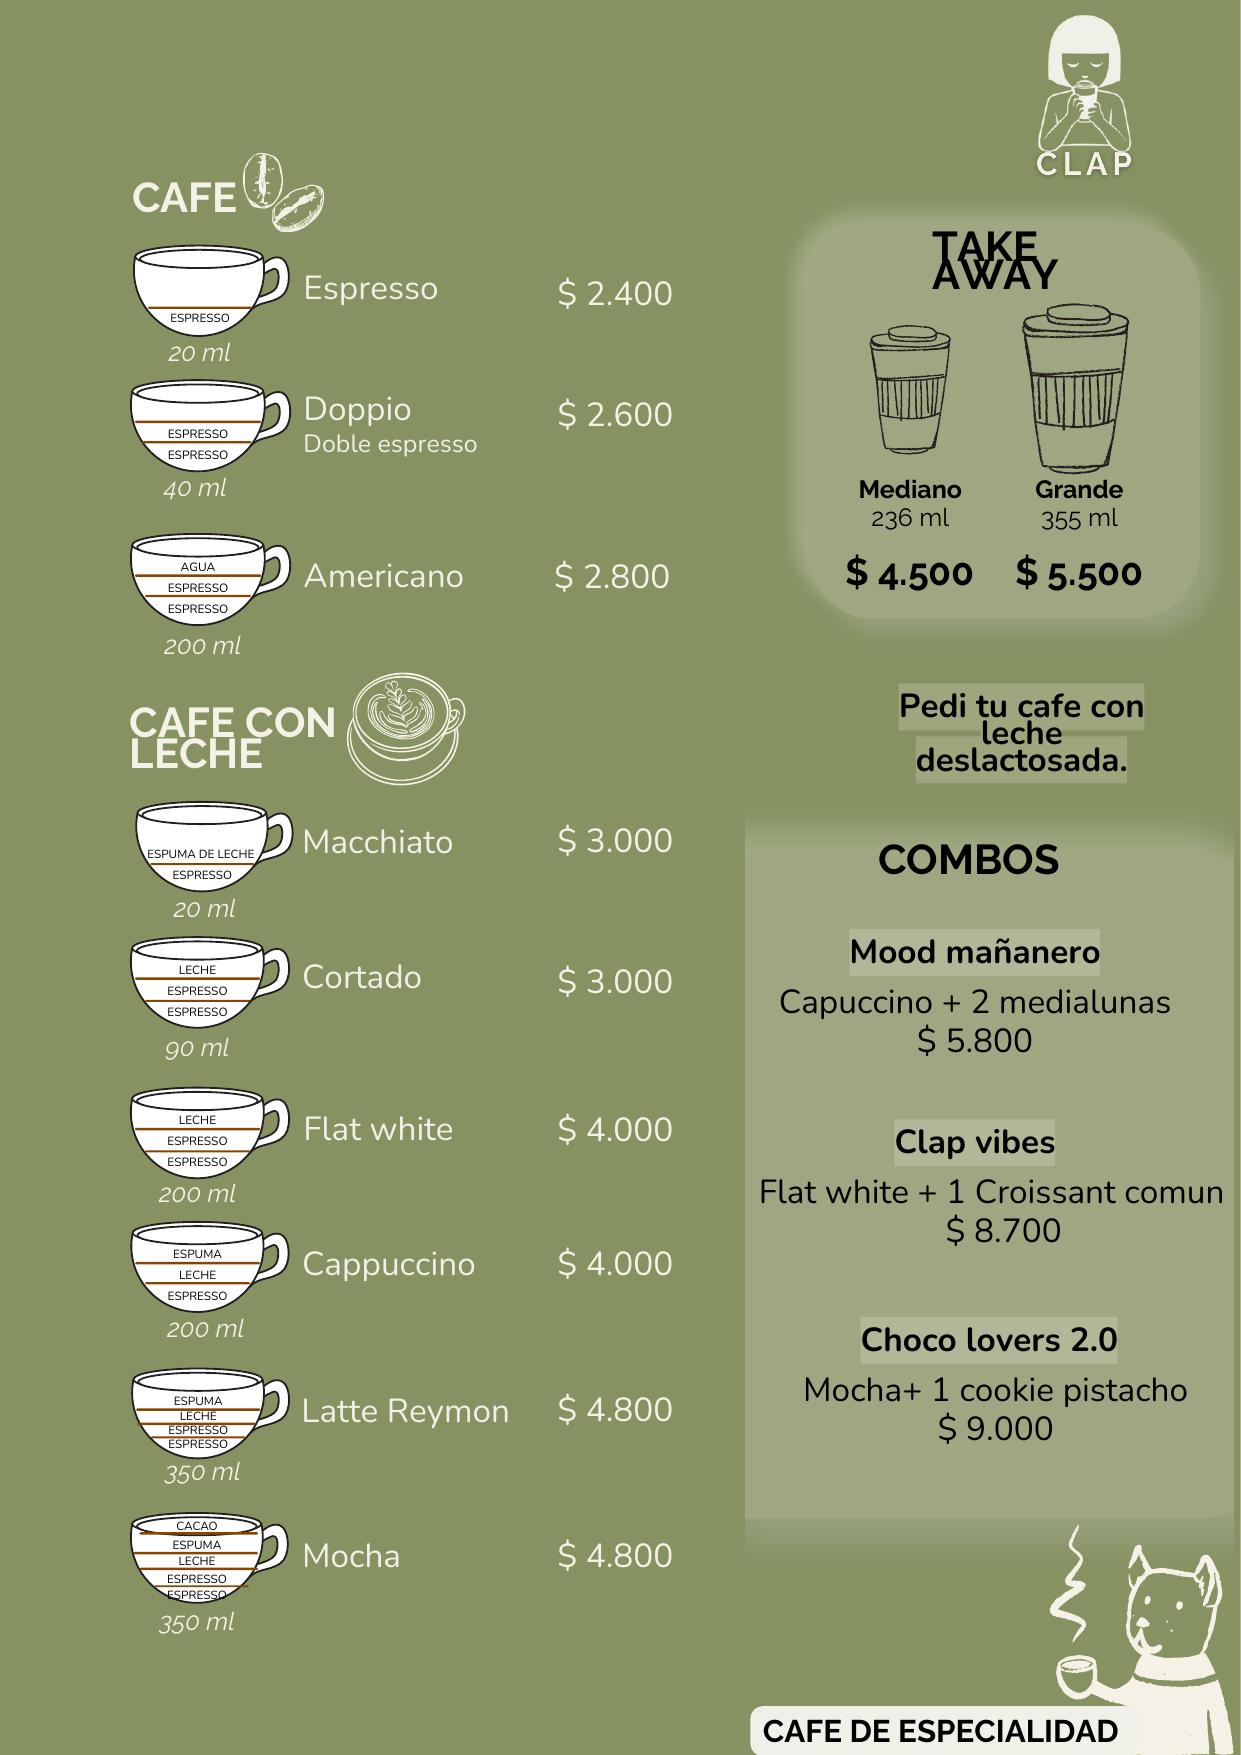 CLAP
CAFE
ESPRESSO
20 ml
Espresso
$ 2.400
ESPRESSO
ESPRESSO
40 ml
Doppio
Doble espresso
$ 2.600
AGUA
ESPRESSO
ESPRESSO
200 ml
Americano
$ 2.800
CAFE CON
LECHE
ESPUMA DE LECHE
ESPRESSO
20 ml
Macchiato
$ 3.000
LECHE
ESPRESSO
ESPRESSO
90 ml
Cortado
$ 3.000
LECHE
ESPRESSO
ESPRESSO
200 ml
Flat white
$ 4.000
ESPUMA
LECHE
ESPRESSO
200 ml
Cappuccino
$ 4.000
ESPUMA
LECHE
ESPRESSO
ESPRESSO
350 ml
Latte Reymon
$ 4.800
CACAO
ESPUMA
LECHE
ESPRESSO
ESPRESSO
350 ml
Mocha
$ 4.800
TAKE
AWAY
Mediano
236 ml
$ 4.500
Grande
355 ml
$ 5.500
Pedi tu cafe con
leche
deslactosada.
COMBOS
Mood mañanero
Capuccino + 2 medialunas
$ 5.800
Clap vibes
Flat white + 1 Croissant comun
$ 8.700
Choco lovers 2.0
Mocha+ 1 cookie pistacho
$ 9.000
CAFE DE ESPECIALIDAD